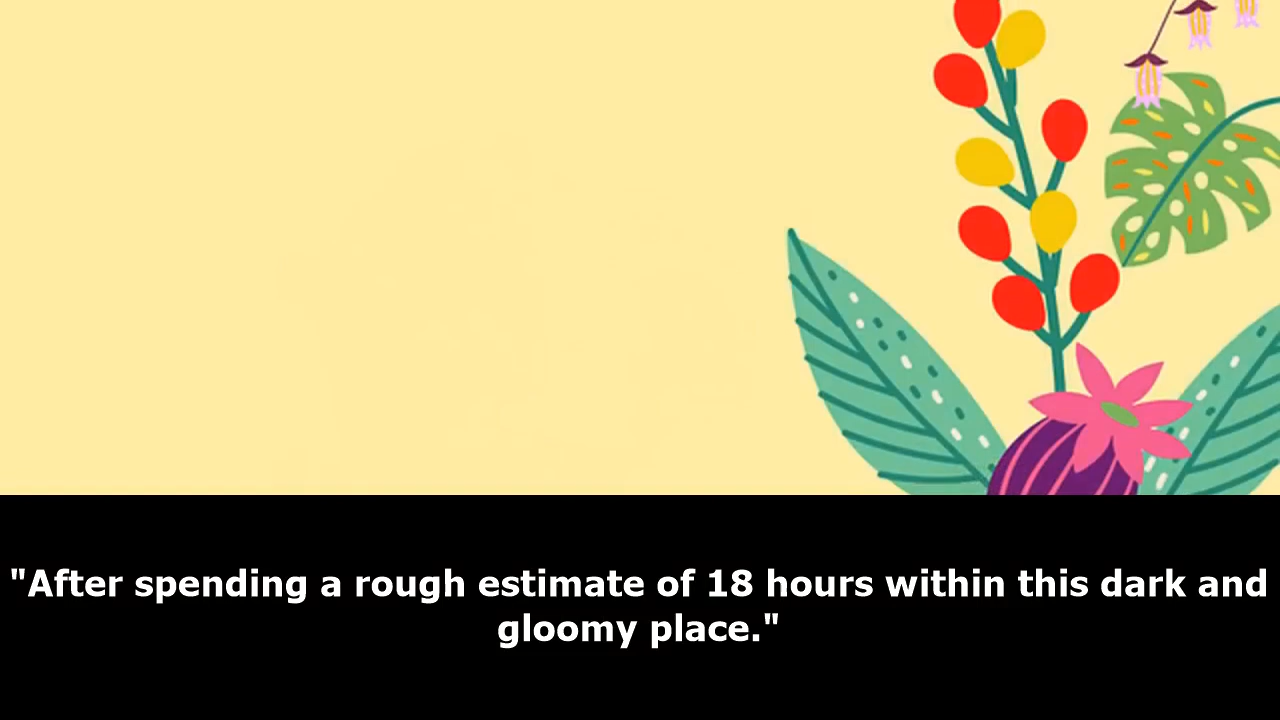 "After spending a rough estimate of 18 hours within this dark and
gloomy place."